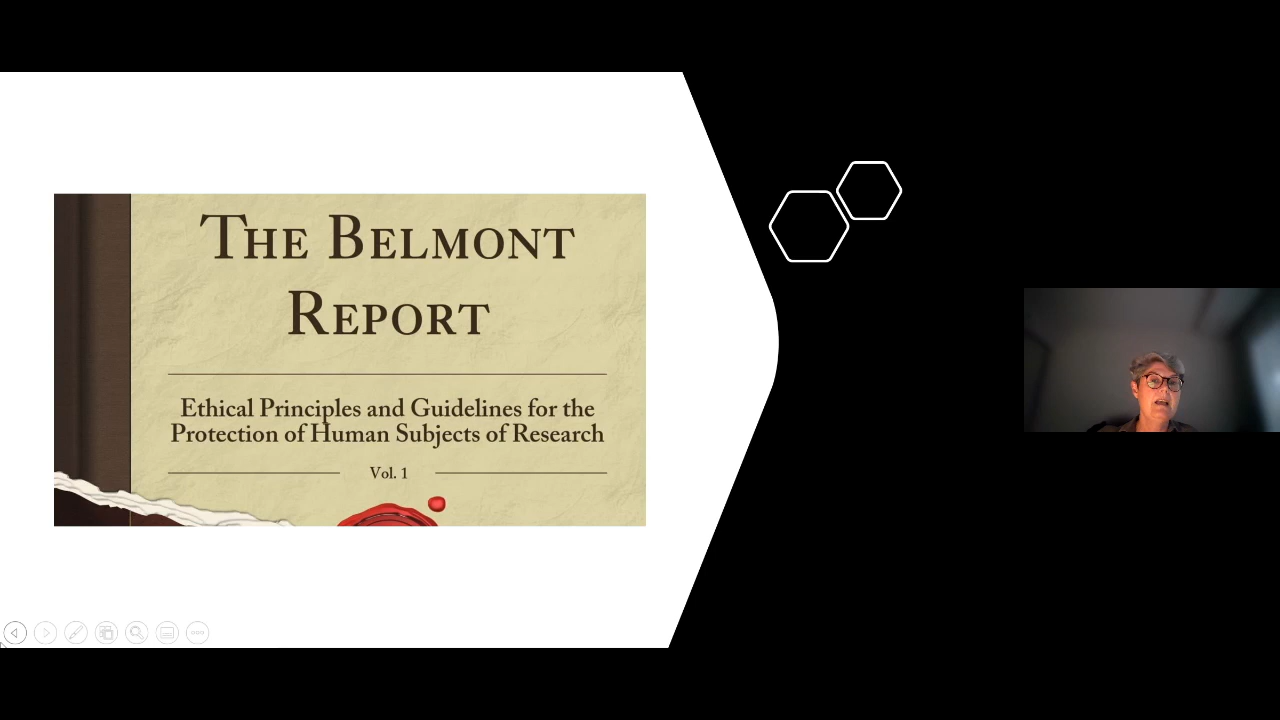 The Belmont
Report
Ethical Principles and Guidelines for the
Protection of Human Subjects of Research
Vol. 1